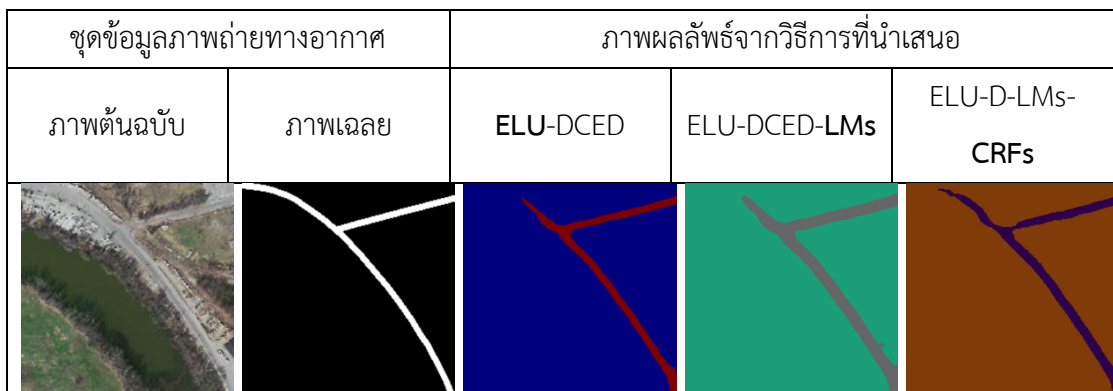 ชุดข้อมูลภาพถ่ายทางอากาศ
ภาพผลลัพธ์จากวิธีการที่นำเสนอ
ภาพต้นฉบับ
ภาพเฉลย
ELU-DCED
ELU-DCED-LMs
ELU-D-LMs-
CRFs